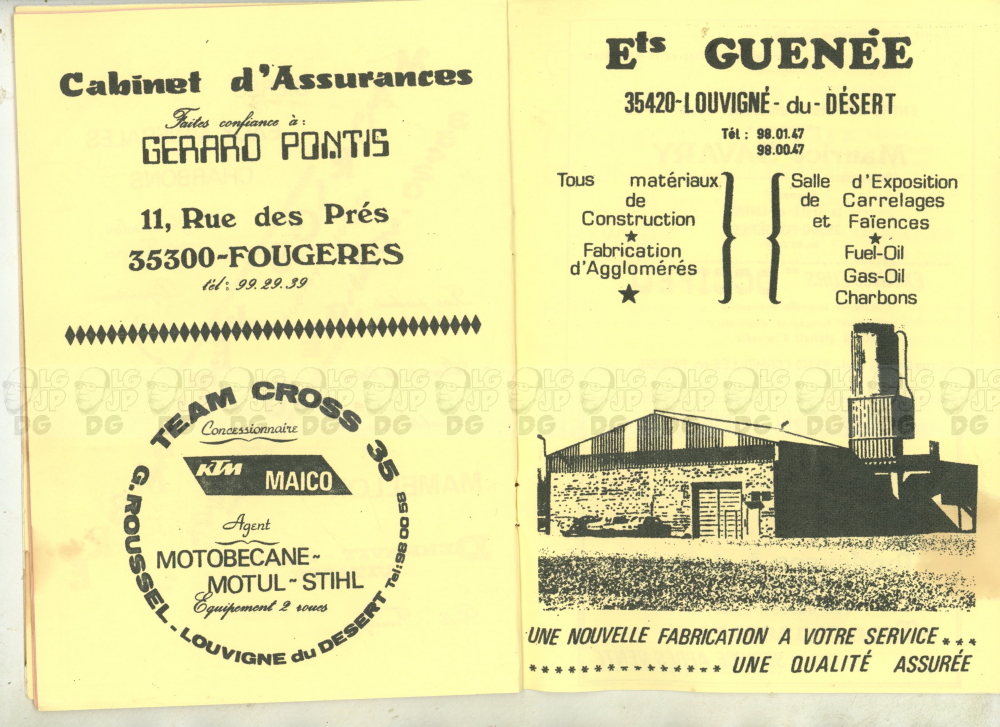 Cabinet d'Assurances
Faites confiance à :
GERARD PONTIS
11, Rue des Prés
35300-FOUGERES
tél : 99.29.39
TEAM CROSS 35
Concessionnaire
KTM
MAICO
Agent
MOTOBECANE-
MOTUL-STIHL
Equipement 2 roues
G.ROUSSEL. LOUVIGNE du DESERT Tel: 98 00 58
Ets GUENÉE
35420-LOUVIGNÉ-du-DÉSERT
Tél : 98.01.47
98.00.47
Tous matériaux
de
Construction
Fabrication
d'Agglomérés
Salle d'Exposition
de Carrelages
et Faïences
Fuel-Oil
Gas-Oil
Charbons
UNE NOUVELLE FABRICATION A VOTRE SERVICE...
................ UNE QUALITÉ ASSURÉE